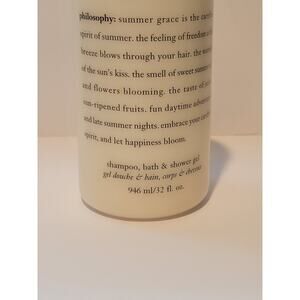 philosophy: summer grace is the
spirit of summer. the feeling of freedom
breeze blows through your hair. the
of the sun's kiss. the smell of sweet summer
and flowers blooming. the taste of
sun-ripened fruits. fun daytime
and late summer nights. embrace your
spirit, and let happiness bloom.
shampoo, bath & shower gel
gel douche & bain, corps & cheveux
946 ml/32 fl. oz.